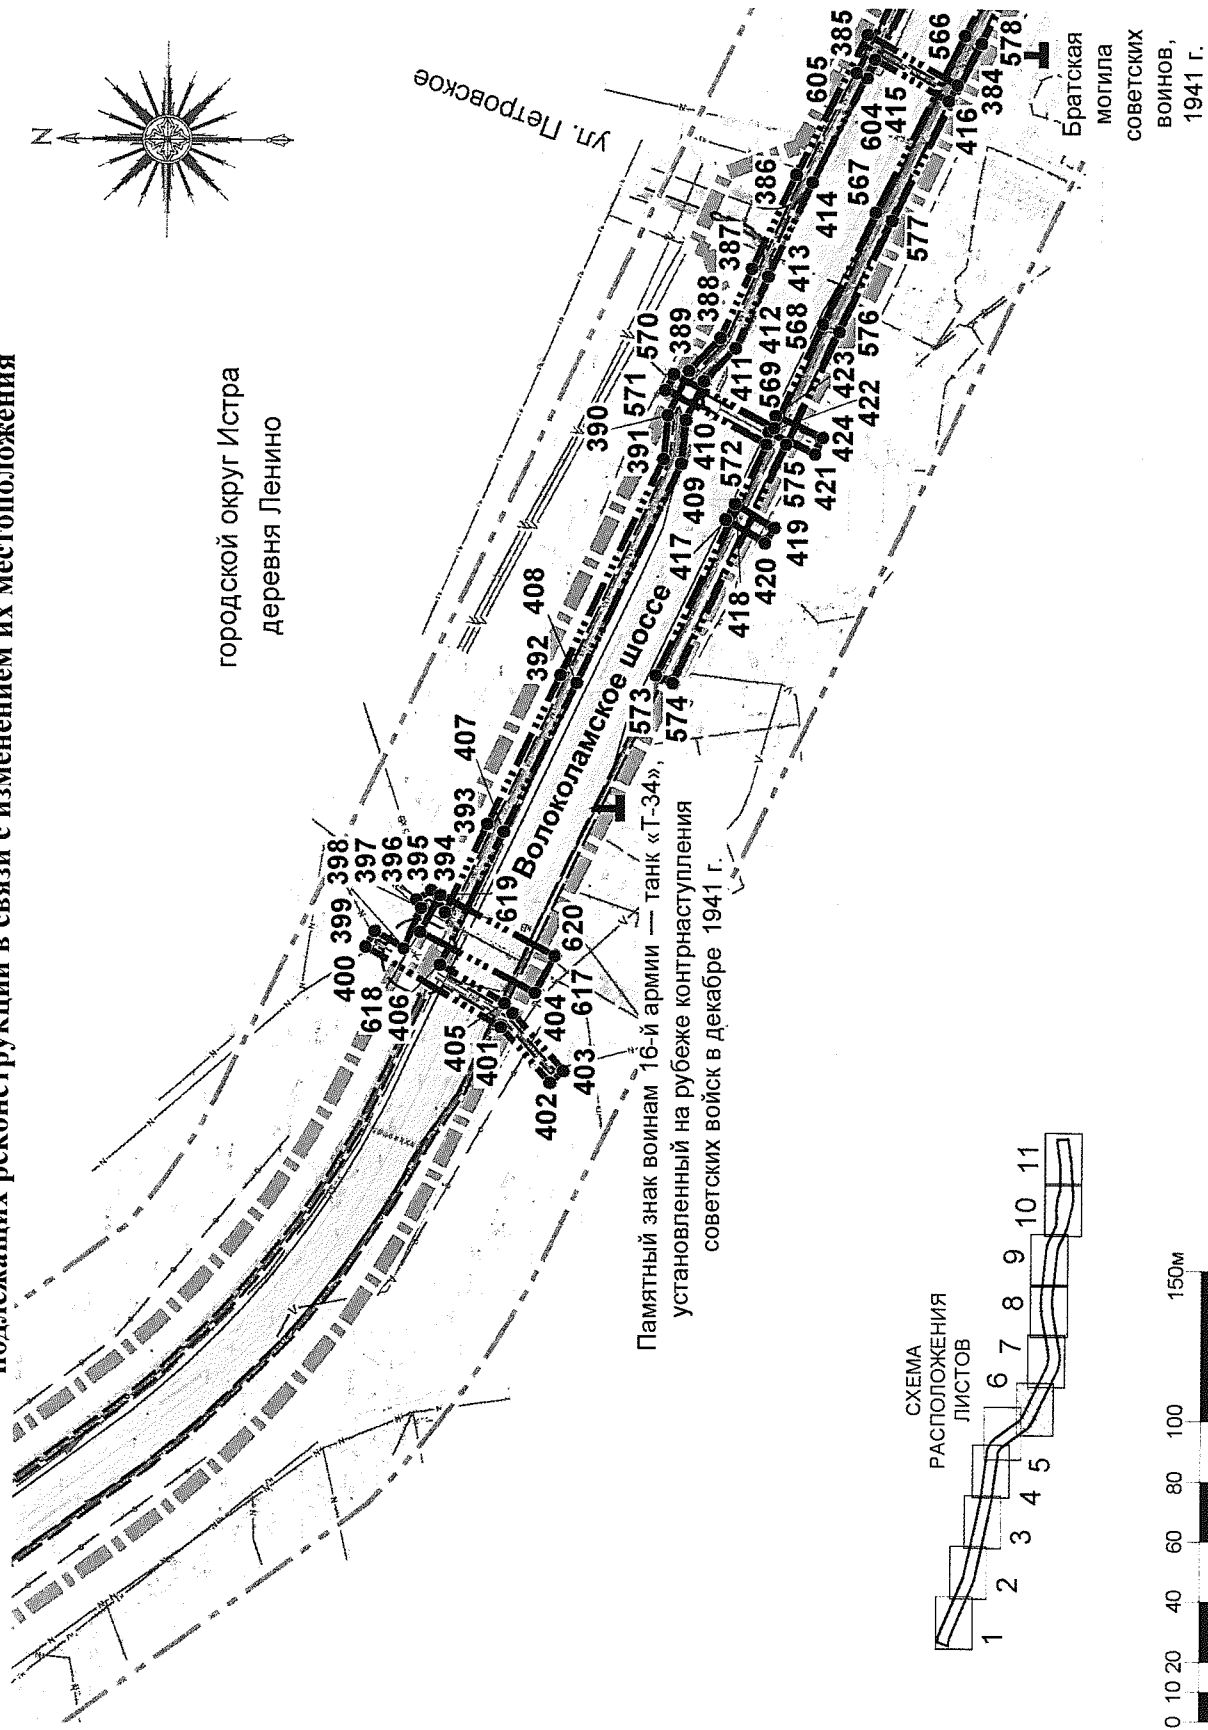 подлежащих реконструкции в связи с изменением их местоположения
N
городской округ Истра
деревня Ленино
ул. Петровское
Волоколамское шоссе
400 399 398 397 396 395 394 393 407 392 408 391 390 571 570 389 388 387 386 605 385
618 406 405 401 402 403 404 617 620 619
573 574 417 418 420 419 409 572 410 575 421 424 422 423 569 411 412 568 413 576 414 567 577 604 415 416 384 566 578
Памятный знак воинам 16-й армии — танк «Т-34»,
установленный на рубеже контрнаступления
советских войск в декабре 1941 г.
Братская
могила
советских
воинов,
1941 г.
СХЕМА
РАСПОЛОЖЕНИЯ
ЛИСТОВ
1 2 3 4 5 6 7 8 9 10 11
0 10 20 40 60 80 100 150м